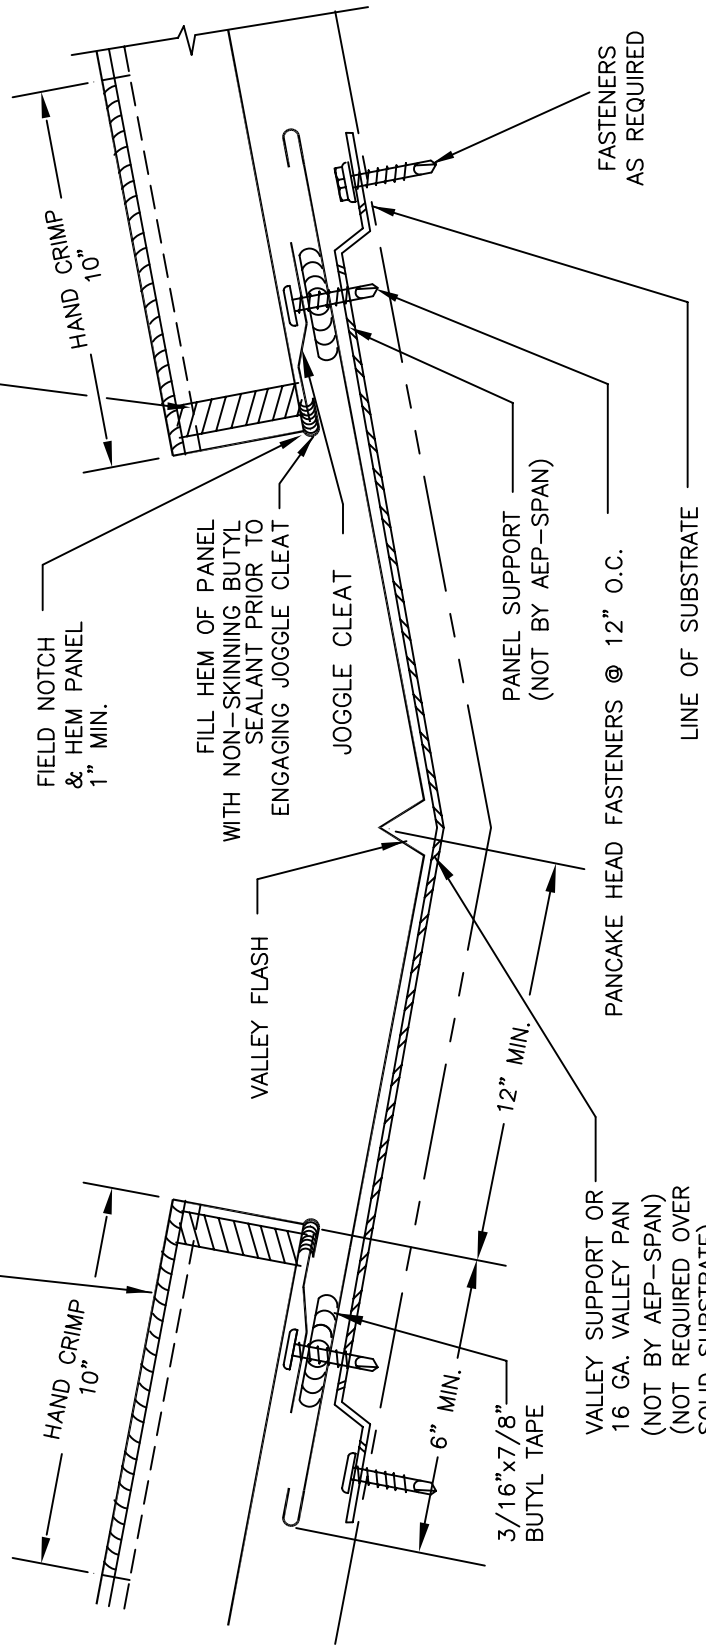 HAND CRIMP
10"
FASTENERS
AS REQUIRED
FIELD NOTCH
& HEM PANEL
1" MIN.
FILL HEM OF PANEL
WITH NON-SKINNING BUTYL
SEALANT PRIOR TO
ENGAGING JOGGLE CLEAT
JOGGLE CLEAT
PANEL SUPPORT
(NOT BY AEP-SPAN)
PANCAKE HEAD FASTENERS @ 12" O.C.
LINE OF SUBSTRATE
VALLEY FLASH
12" MIN.
HAND CRIMP
10"
6" MIN.
3/16"x7/8"
BUTYL TAPE
VALLEY SUPPORT OR
16 GA. VALLEY PAN
(NOT BY AEP-SPAN)
(NOT REQUIRED OVER
SOLID SUBSTRATE)